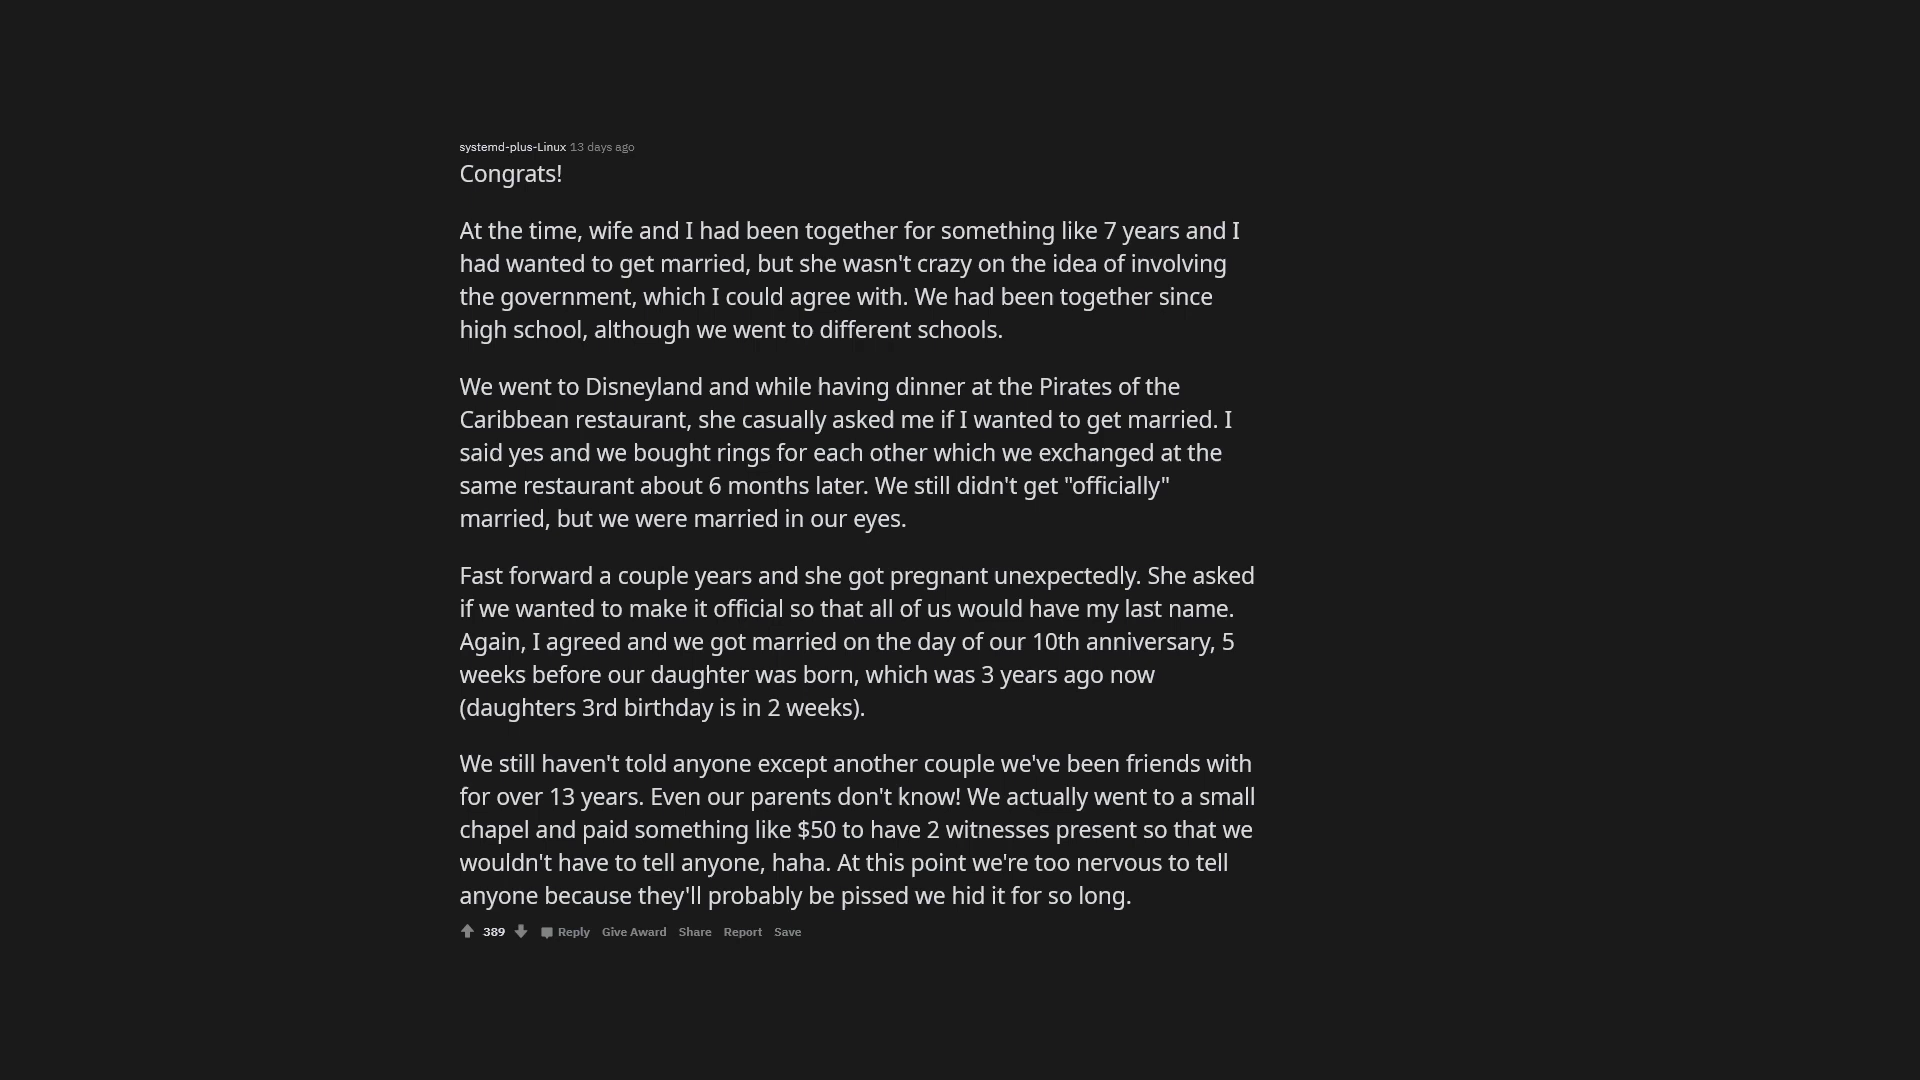 systemd-plus-Linux 13 days ago
Congrats!
At the time, wife and I had been together for something like 7 years and I
had wanted to get married, but she wasn't crazy on the idea of involving
the government, which I could agree with. We had been together since
high school, although we went to different schools.
We went to Disneyland and while having dinner at the Pirates of the
Caribbean restaurant, she casually asked me if I wanted to get married. I
said yes and we bought rings for each other which we exchanged at the
same restaurant about 6 months later. We still didn't get "officially"
married, but we were married in our eyes.
Fast forward a couple years and she got pregnant unexpectedly. She asked
if we wanted to make it official so that all of us would have my last name.
Again, I agreed and we got married on the day of our 10th anniversary, 5
weeks before our daughter was born, which was 3 years ago now
(daughters 3rd birthday is in 2 weeks).
We still haven't told anyone except another couple we've been friends with
for over 13 years. Even our parents don't know! We actually went to a small
chapel and paid something like $50 to have 2 witnesses present so that we
wouldn't have to tell anyone, haha. At this point we're too nervous to tell
anyone because they'll probably be pissed we hid it for so long.
389 Reply Give Award Share Report Save